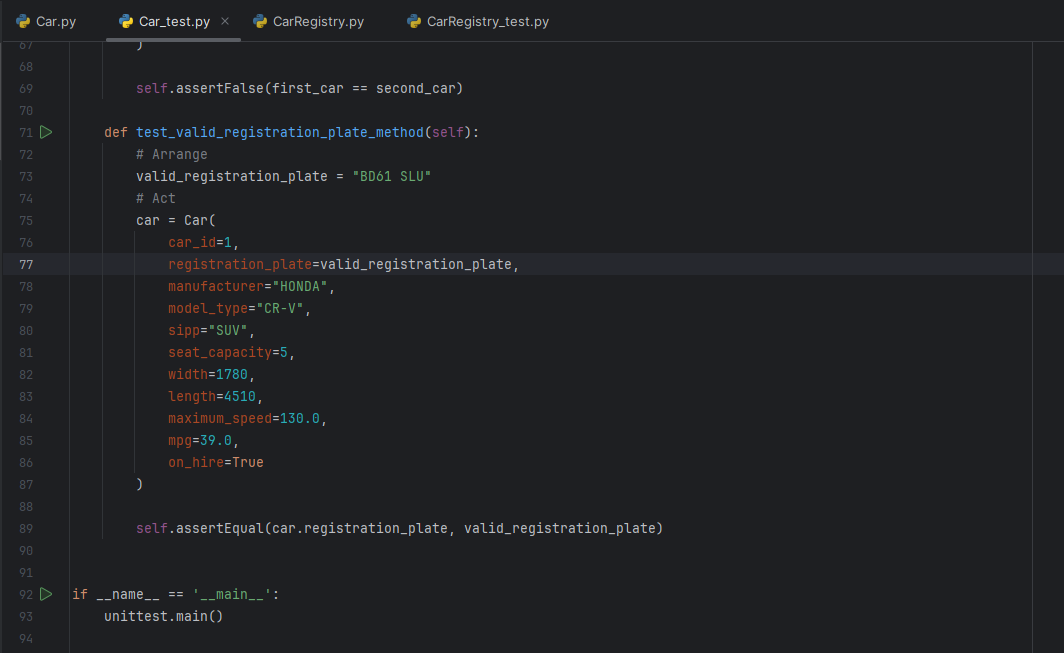 Car.py Car_test.py × CarRegistry.py CarRegistry_test.py
67 )
68
69 self.assertFalse(first_car == second_car)
70
71 def test_valid_registration_plate_method(self):
72 # Arrange
73 valid_registration_plate = "BD61 SLU"
74 # Act
75 car = Car(
76 car_id=1,
77 registration_plate=valid_registration_plate,
78 manufacturer="HONDA",
79 model_type="CR-V",
80 sipp="SUV",
81 seat_capacity=5,
82 width=1780,
83 length=4510,
84 maximum_speed=130.0,
85 mpg=39.0,
86 on_hire=True
87 )
88
89 self.assertEqual(car.registration_plate, valid_registration_plate)
90
91
92 if __name__ == '__main__':
93 unittest.main()
94